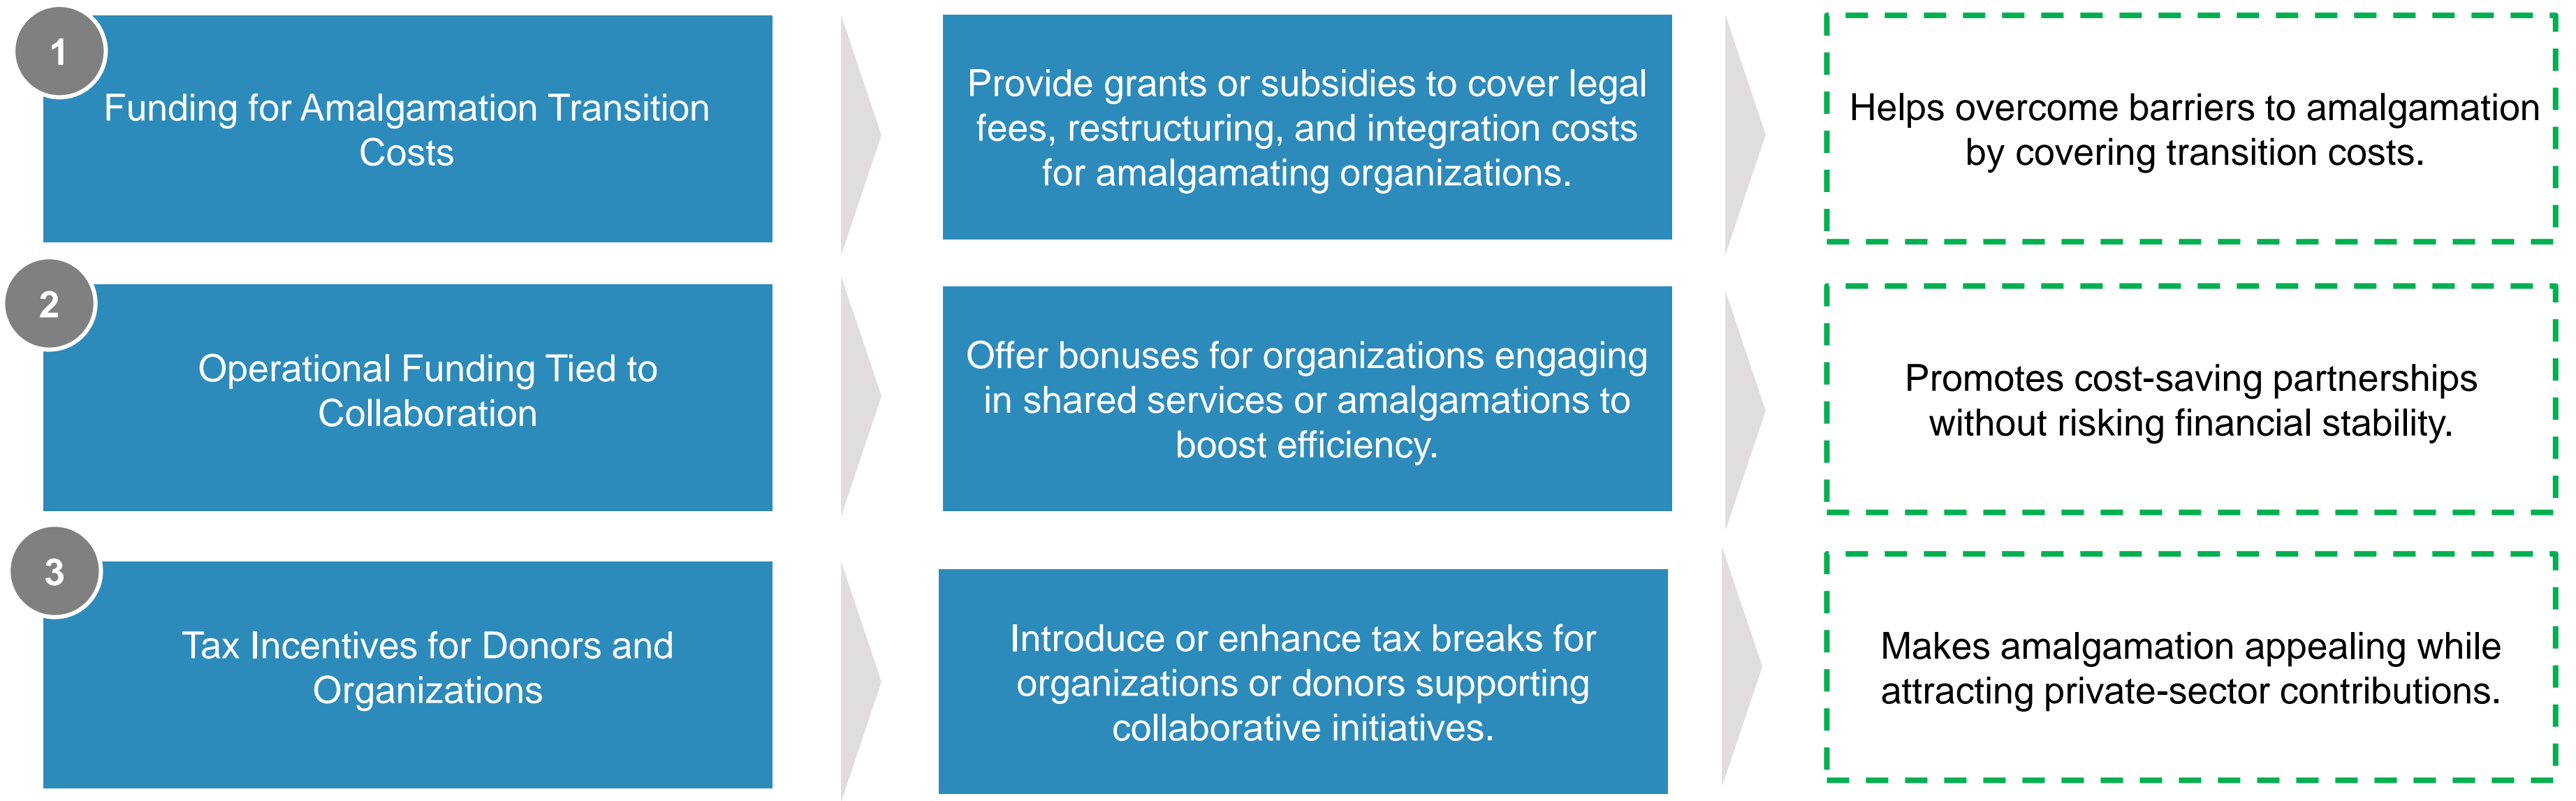 1
Funding for Amalgamation Transition
Costs
Provide grants or subsidies to cover legal
fees, restructuring, and integration costs
for amalgamating organizations.
Helps overcome barriers to amalgamation
by covering transition costs.
2
Operational Funding Tied to
Collaboration
Offer bonuses for organizations engaging
in shared services or amalgamations to
boost efficiency.
Promotes cost-saving partnerships
without risking financial stability.
3
Tax Incentives for Donors and
Organizations
Introduce or enhance tax breaks for
organizations or donors supporting
collaborative initiatives.
Makes amalgamation appealing while
attracting private-sector contributions.